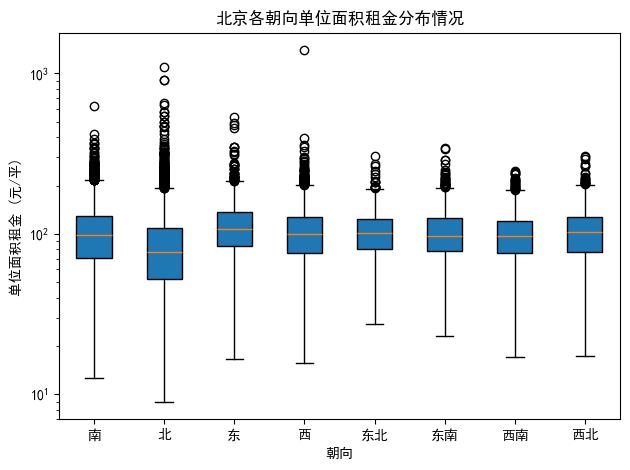 北京各朝向单位面积租金分布情况
单位面积租金 (元/平)
10³
10²
10¹
南 北 东 西 东北 东南 西南 西北
朝向